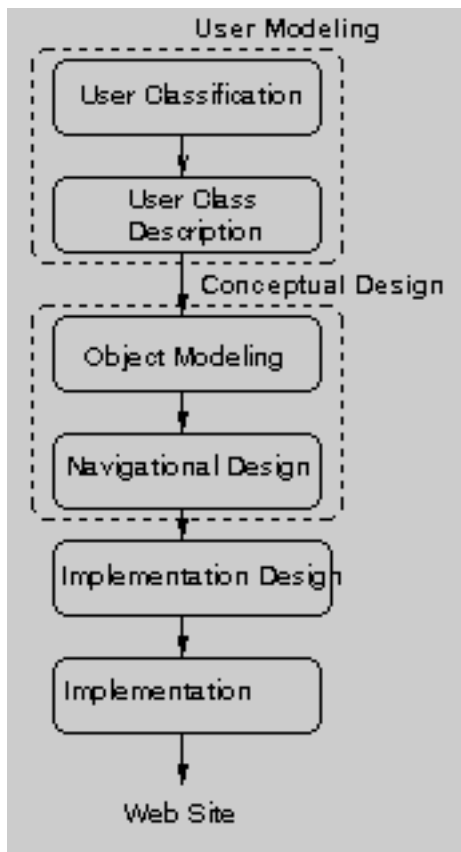 User Modeling
User Classification
User Class
Description
Conceptual Design
Object Modeling
Navigational Design
Implementation Design
Implementation
Web Site